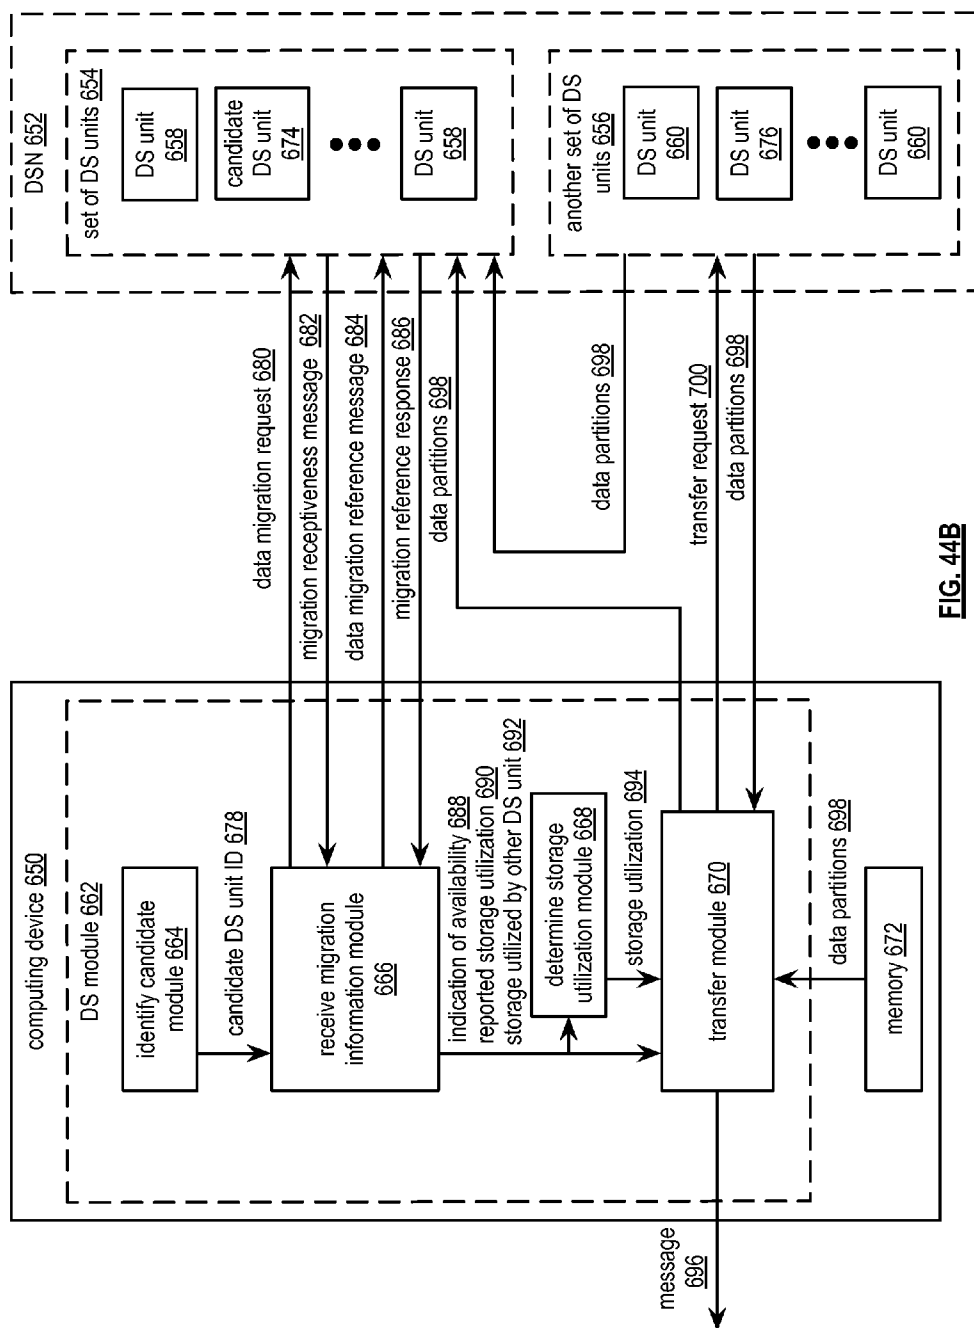 computing device 650
DS module 662
identify candidate
module 664
candidate DS unit ID 678
receive migration
information module
666
indication of availability 688
reported storage utilization 690
storage utilized by other DS unit 692
determine storage
utilization module 668
storage utilization 694
transfer module 670
message
696
data partitions 698
memory 672
data migration request 680
migration receptiveness message 682
data migration reference message 684
migration reference response 686
data partitions 698
data partitions 698
transfer request 700
data partitions 698
DSN 652
set of DS units 654
DS unit
658
candidate
DS unit
674
DS unit
658
another set of DS
units 656
DS unit
660
DS unit
676
DS unit
660
FIG. 44B